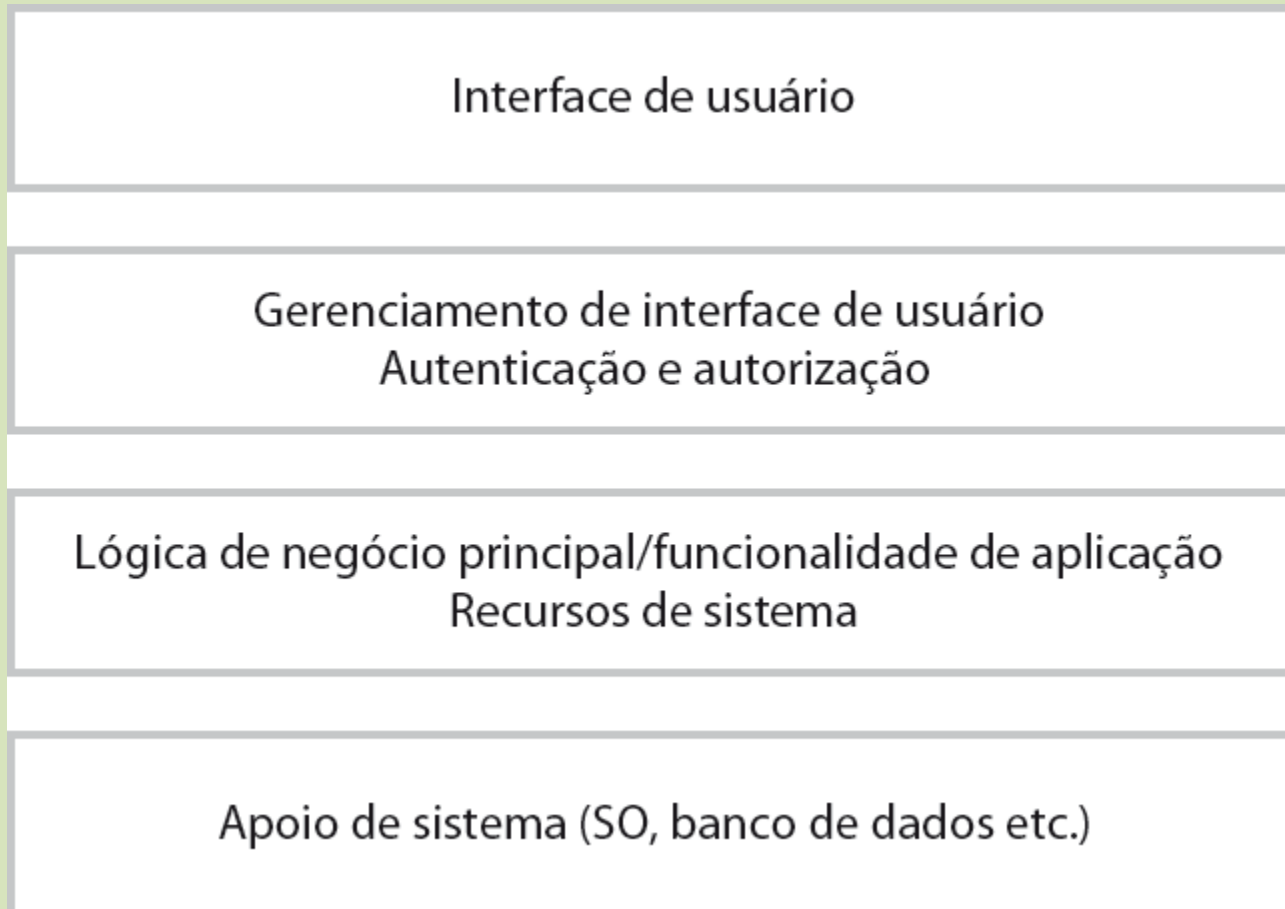 Interface de usuário
Gerenciamento de interface de usuário
Autenticação e autorização
Lógica de negócio principal/funcionalidade de aplicação
Recursos de sistema
Apoio de sistema (SO, banco de dados etc.)